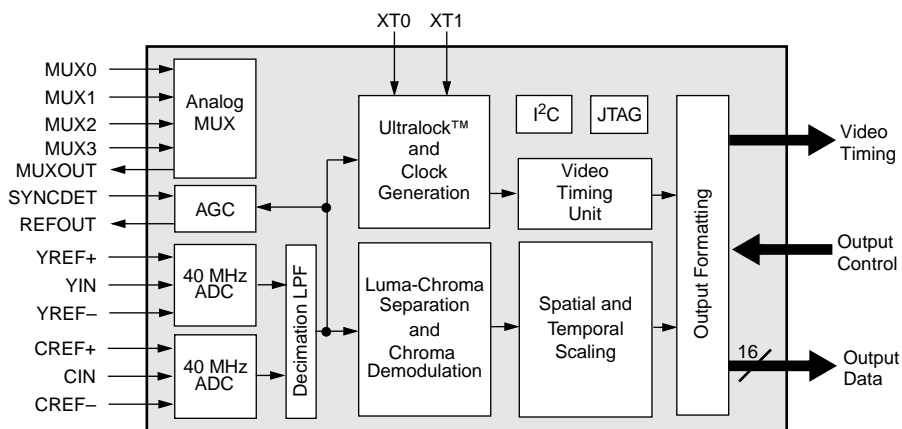 XT0 XT1
MUX0
MUX1
MUX2
MUX3
MUXOUT
SYNCDET
REFOUT
YREF+
YIN
YREF–
CREF+
CIN
CREF–
Analog
MUX
AGC
40 MHz
ADC
40 MHz
ADC
Decimation LPF
Ultralock™
and
Clock
Generation
I²C
JTAG
Video
Timing
Unit
Luma-Chroma
Separation
and
Chroma
Demodulation
Spatial and
Temporal
Scaling
Output Formatting
Video
Timing
Output
Control
16
Output
Data